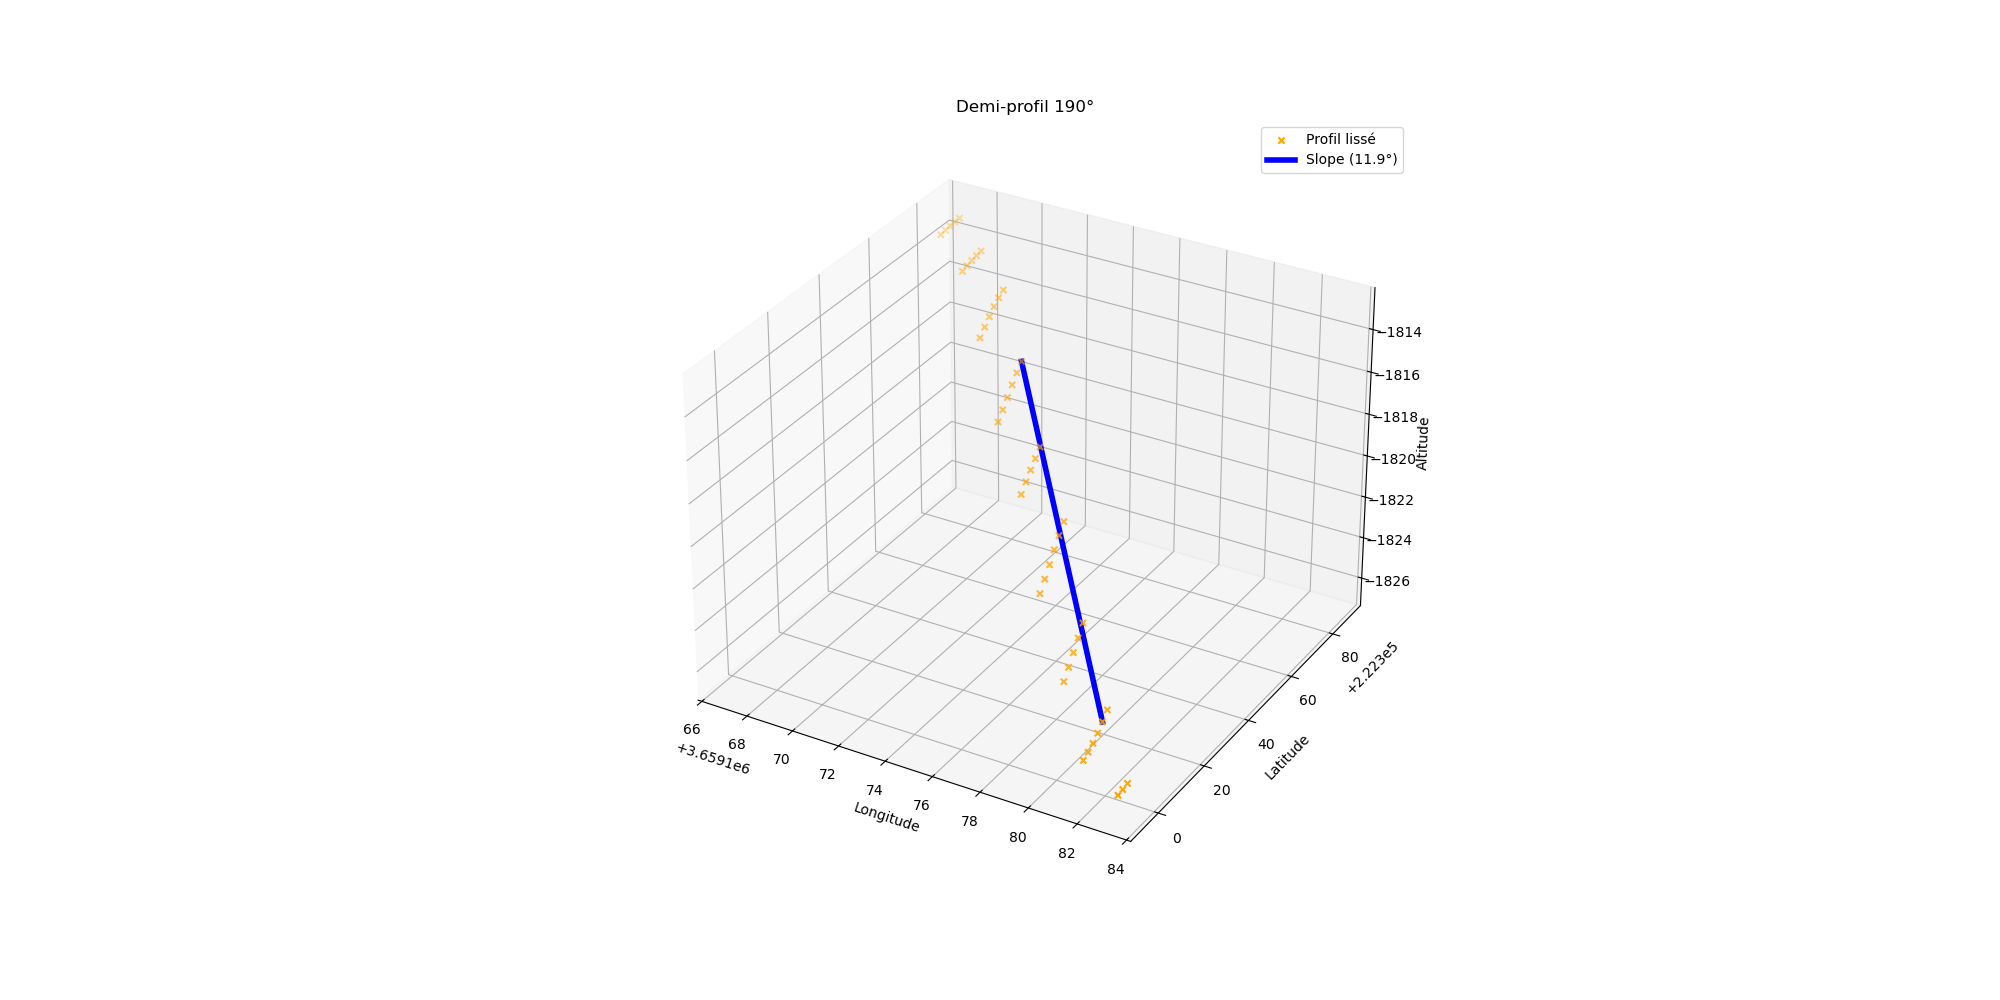 Demi-profil 190°
Profil lissé
Slope (11.9°)
−1814
−1816
−1818
−1820
−1822
−1824
−1826
Altitude
80
60
40
20
0
+2.223e5
Latitude
66
68
70
72
74
76
78
80
82
84
+3.6591e6
Longitude